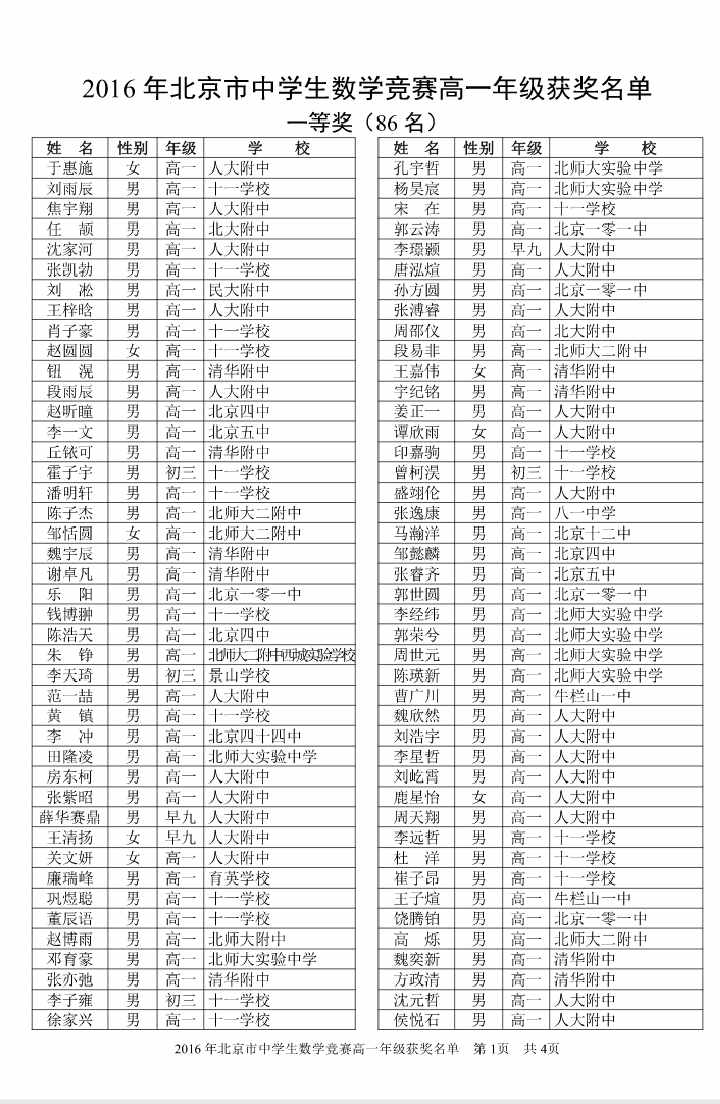 2016 年北京市中学生数学竞赛高一年级获奖名单
一等奖（86 名）
姓 名 性别 年级 学 校
于惠施 女 高一 人大附中
刘雨辰 男 高一 十一学校
焦宇翔 男 高一 人大附中
任 颉 男 高一 北大附中
沈家河 男 高一 人大附中
张凯勃 男 高一 十一学校
刘 凇 男 高一 民大附中
王梓晗 男 高一 人大附中
肖子豪 男 高一 十一学校
赵圆圆 女 高一 十一学校
钮 滉 男 高一 清华附中
段雨辰 男 高一 人大附中
赵昕曈 男 高一 北京四中
李一文 男 高一 北京五中
丘铱可 男 高一 清华附中
霍子宇 男 初三 十一学校
潘明轩 男 高一 十一学校
陈子杰 男 高一 北师大二附中
邹恬圆 女 高一 北师大二附中
魏宇辰 男 高一 清华附中
谢卓凡 男 高一 清华附中
乐 阳 男 高一 北京一零一中
钱博翀 男 高一 十一学校
陈浩天 男 高一 北京四中
朱 铮 男 高一 北师大二附中西城实验学校
李天琦 男 初三 景山学校
范一喆 男 高一 人大附中
黄 镇 男 高一 十一学校
李 冲 男 高一 北京四十四中
田隆凌 男 高一 北师大实验中学
房东柯 男 高一 人大附中
张紫昭 男 高一 人大附中
薛华赛鼎 男 早九 人大附中
王清扬 女 早九 人大附中
关文妍 女 高一 人大附中
廉瑞峰 男 高一 育英学校
巩煜聪 男 高一 十一学校
董辰语 男 高一 十一学校
赵博雨 男 高一 北师大附中
邓育豪 男 高一 北师大实验中学
张亦弛 男 高一 清华附中
李子雍 男 初三 十一学校
徐家兴 男 高一 十一学校
姓 名 性别 年级 学 校
孔宇哲 男 高一 北师大实验中学
杨昊宸 男 高一 北师大实验中学
宋 在 男 高一 十一学校
郭云涛 男 高一 北京一零一中
李璟颢 男 早九 人大附中
唐泓煊 男 高一 人大附中
孙方圆 男 高一 北京一零一中
张溥睿 男 高一 人大附中
周邵仪 男 高一 北大附中
段易非 男 高一 北师大二附中
王嘉伟 女 高一 清华附中
宇纪铭 男 高一 清华附中
姜正一 男 高一 人大附中
谭欣雨 女 高一 人大附中
印嘉驹 男 高一 十一学校
曾柯淏 男 初三 十一学校
盛翊伦 男 高一 人大附中
张逸康 男 高一 八一中学
马瀚洋 男 高一 北京十二中
邹懿麟 男 高一 北京四中
张睿齐 男 高一 北京五中
郭世圆 男 高一 北京一零一中
李经纬 男 高一 北师大实验中学
郭荣兮 男 高一 北师大实验中学
周世元 男 高一 北师大实验中学
陈瑛新 男 高一 北师大实验中学
曹广川 男 高一 牛栏山一中
魏欣然 男 高一 人大附中
刘浩宇 男 高一 人大附中
李星哲 男 高一 人大附中
刘屹霄 男 高一 人大附中
鹿星怡 女 高一 人大附中
周天翔 男 高一 人大附中
李远哲 男 高一 十一学校
杜 洋 男 高一 十一学校
崔子昂 男 高一 十一学校
王子煊 男 高一 牛栏山一中
饶腾铂 男 高一 北京一零一中
高 烁 男 高一 北师大二附中
魏奕新 男 高一 清华附中
方政清 男 高一 清华附中
沈元哲 男 高一 人大附中
侯悦石 男 高一 人大附中
2016 年北京市中学生数学竞赛高一年级获奖名单 第 1页 共 4页